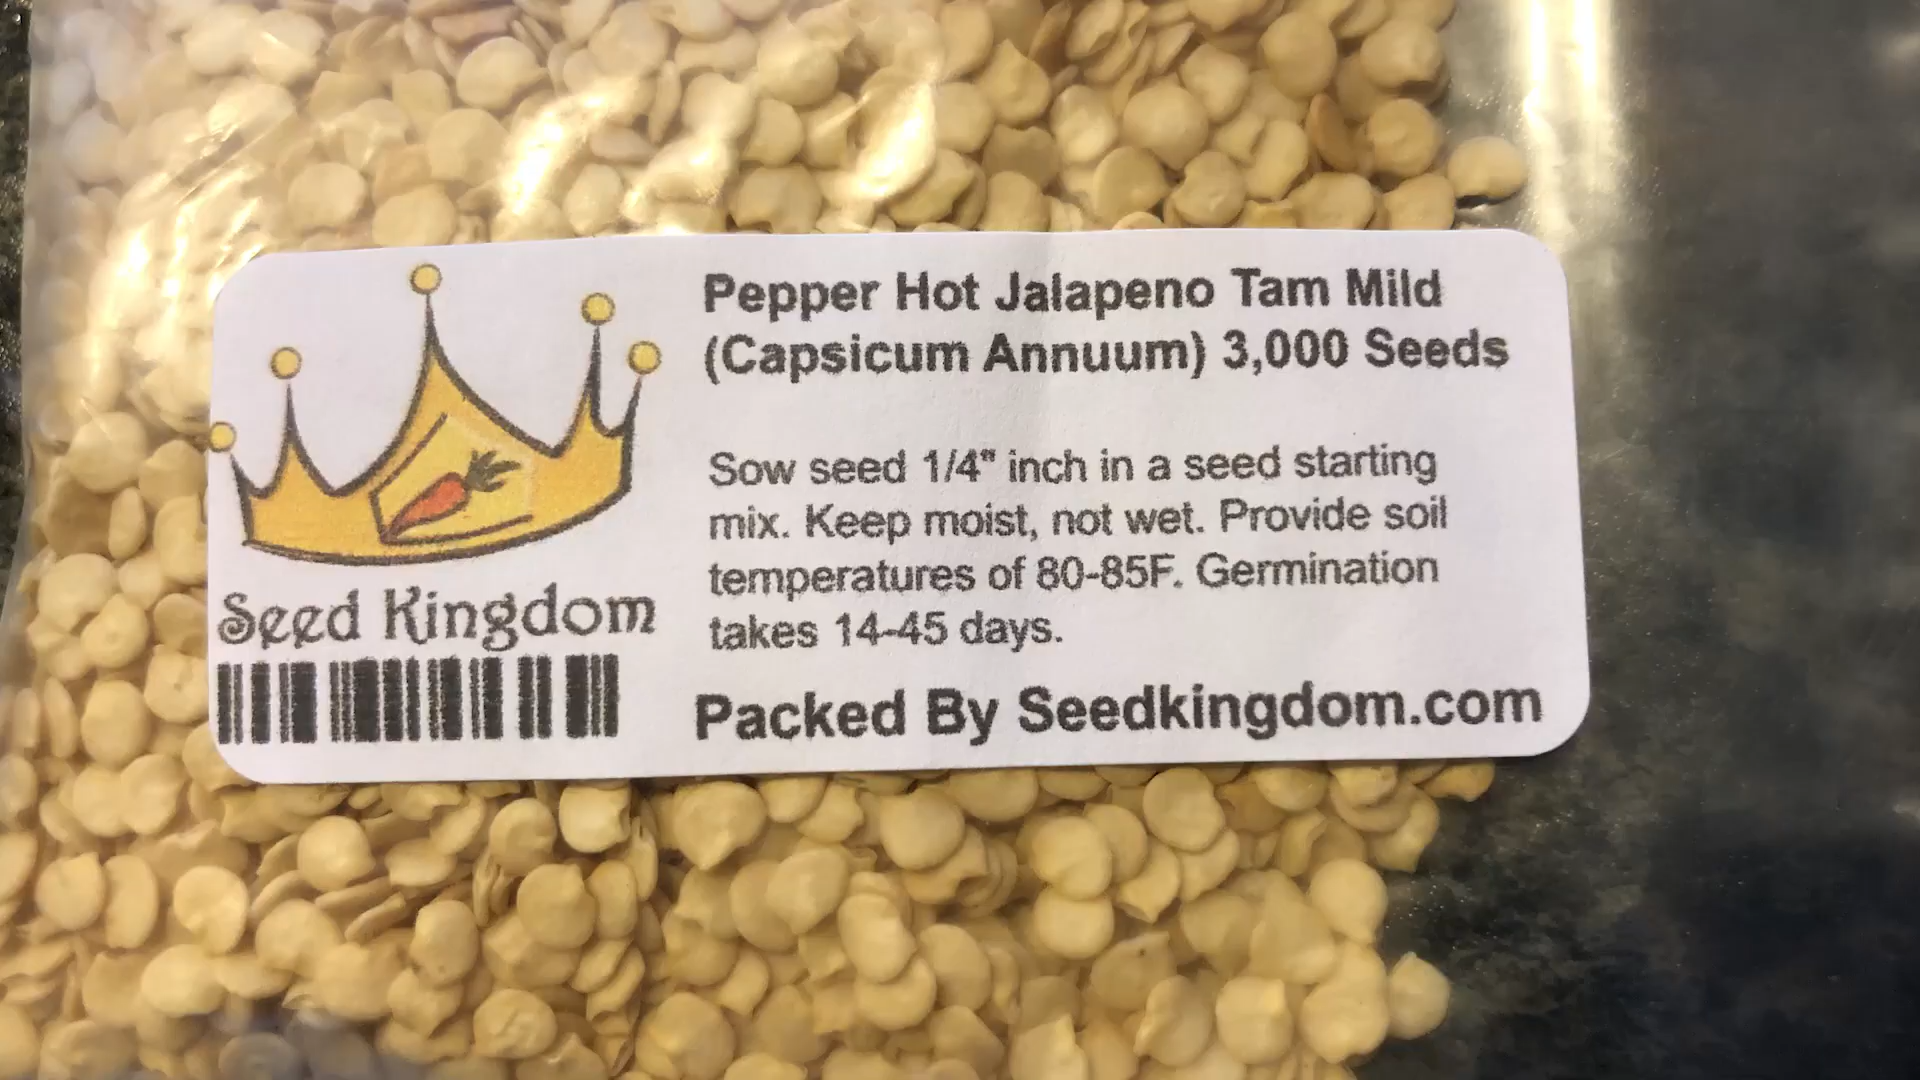 Pepper Hot Jalapeno Tam Mild
(Capsicum Annuum) 3,000 Seeds
Sow seed 1/4" inch in a seed starting
mix. Keep moist, not wet. Provide soil
temperatures of 80-85F. Germination
takes 14-45 days.
Packed By Seedkingdom.com
Seed Kingdom